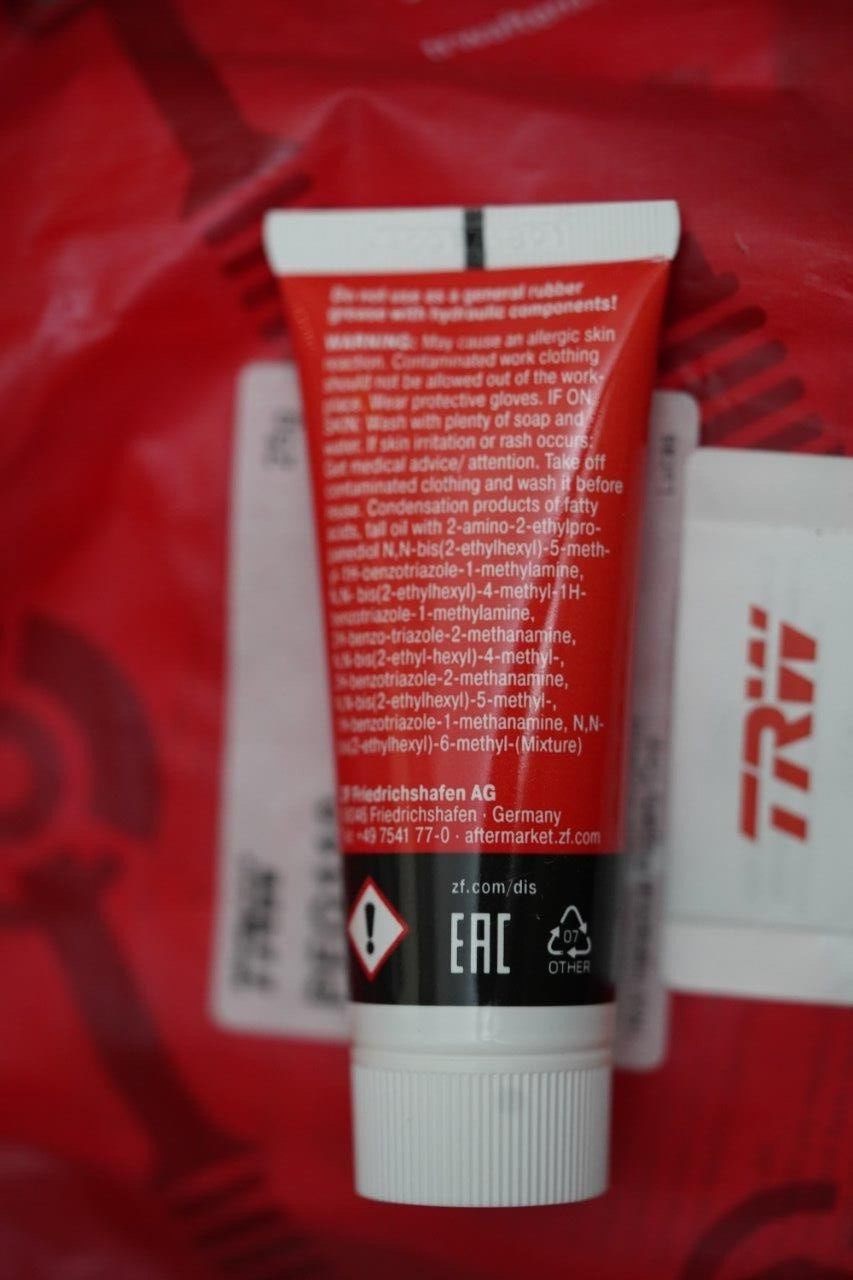 Do not use as a general rubber
grease with hydraulic components!
WARNING: May cause an allergic skin
reaction. Contaminated work clothing
should not be allowed out of the work-
place. Wear protective gloves. IF ON
SKIN: Wash with plenty of soap and
water. If skin irritation or rash occurs:
Get medical advice/ attention. Take off
contaminated clothing and wash it before
reuse. Condensation products of fatty
acids, tall oil with 2-amino-2-ethylpro-
panediol N,N-bis(2-ethylhexyl)-5-meth-
-1H-benzotriazole-1-methylamine,
N,N- bis(2-ethylhexyl)-4-methyl-1H-
benzotriazole-1-methylamine,
2H-benzo-triazole-2-methanamine,
N,N-bis(2-ethyl-hexyl)-4-methyl-,
2H-benzotriazole-2-methanamine,
N,N-bis(2-ethylhexyl)-5-methyl-,
1H-benzotriazole-1-methanamine, N,N-
bis(2-ethylhexyl)-6-methyl-(Mixture)
ZF Friedrichshafen AG
Friedrichshafen · Germany
+49 7541 77-0 · aftermarket.zf.com
zf.com/dis
EAC
07
OTHER
TRW
TRW